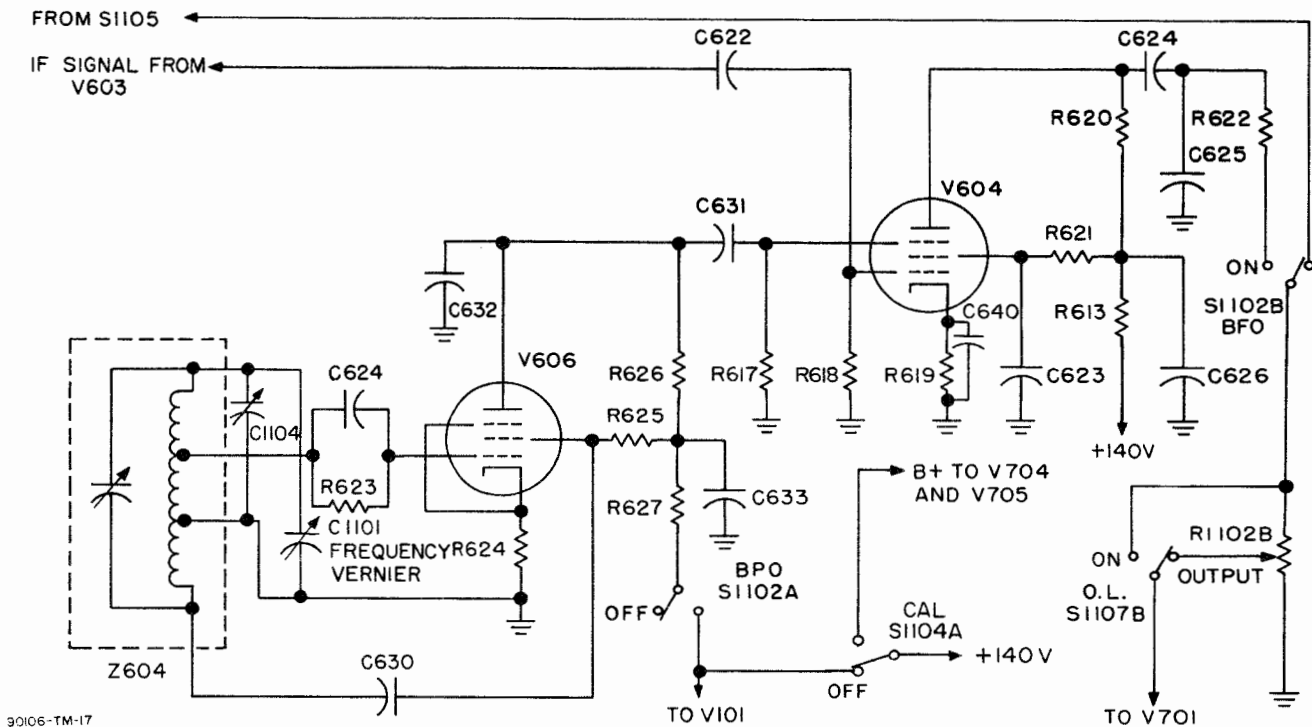 FROM S1105
IF SIGNAL FROM
V603
C622
C624
R620
R622
C625
V604
C631
R621
ON
S1102B
BFO
C632
C640
R613
V606
R626
R617
R618
R619
C623
C626
C624
R625
C1104
+140V
B+ TO V704
AND V705
R623
R627
C633
C1101
FREQUENCY
VERNIER
R624
R1102B
ON
OUTPUT
O.L.
S1107B
BPO
S1102A
OFF
CAL
S1104A
+140V
Z604
C630
OFF
TO V101
TO V701
90106-TM-17